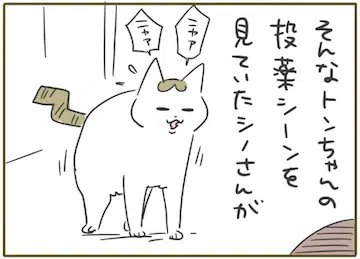 そんなトンちゃんの
投薬シーンを
見ていたシノさんが
ニャァ
ニャァ